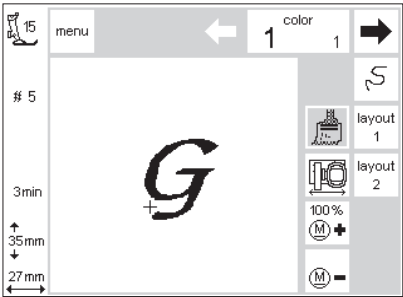 15
menu
color
1 1
# 5
layout
1
layout
2
3min
100%
M +
M -
35mm
27mm
G